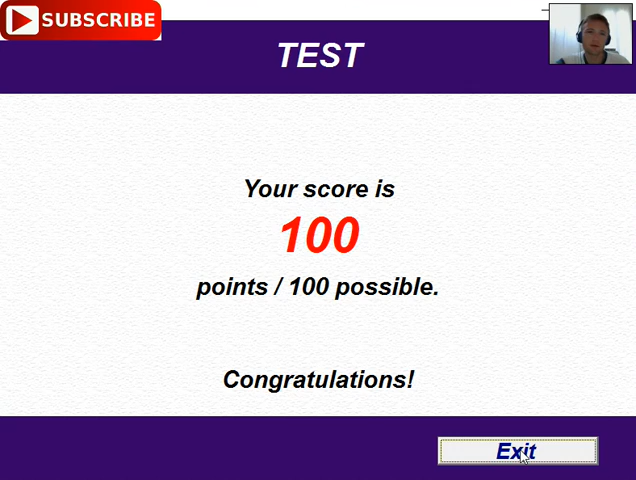 SUBSCRIBE
TEST
Your score is
100
points / 100 possible.
Congratulations!
Exit